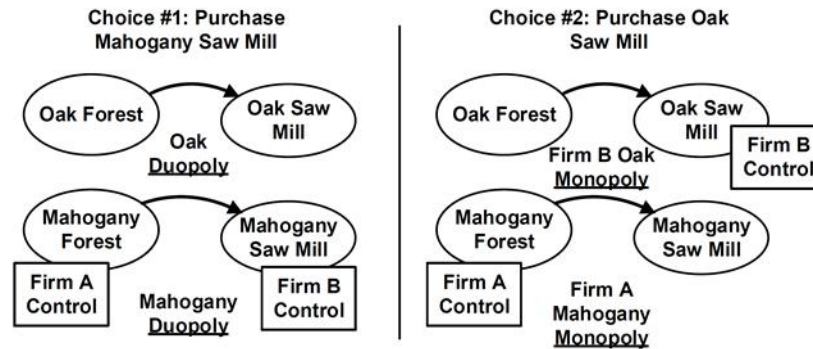 Choice #1: Purchase
Mahogany Saw Mill
Oak Forest
Oak Saw
Mill
Oak
Duopoly
Mahogany
Forest
Mahogany
Saw Mill
Firm A
Control
Mahogany
Duopoly
Firm B
Control
Choice #2: Purchase Oak
Saw Mill
Oak Forest
Oak Saw
Mill
Firm B
Control
Firm B Oak
Monopoly
Mahogany
Forest
Mahogany
Saw Mill
Firm A
Control
Firm A
Mahogany
Monopoly